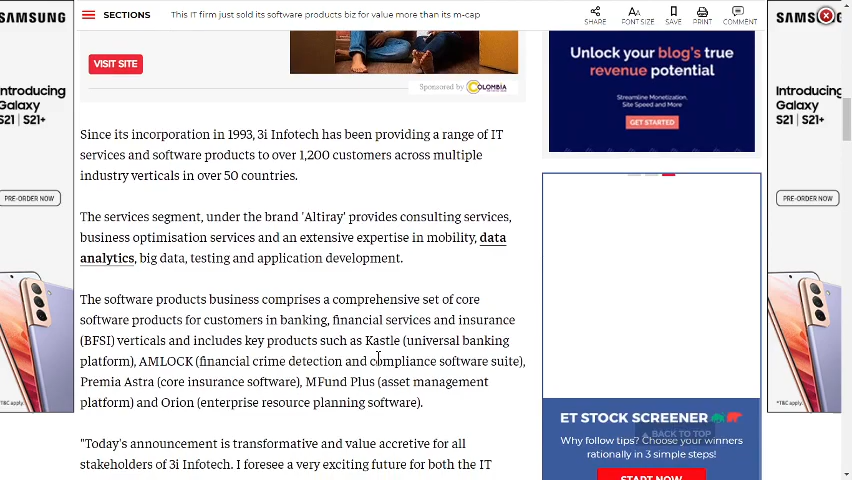 SAMSUNG
Introducing
Galaxy
S21 | S21+
PRE-ORDER NOW
*T&C apply.
SECTIONS
This IT firm just sold its software products biz for value more than its m-cap
SHARE
FONT SIZE
SAVE
PRINT
COMMENT
VISIT SITE
Sponsored by COLOMBIA
Since its incorporation in 1993, 3i Infotech has been providing a range of IT
services and software products to over 1,200 customers across multiple
industry verticals in over 50 countries.
The services segment, under the brand 'Altiray' provides consulting services,
business optimisation services and an extensive expertise in mobility, data
analytics, big data, testing and application development.
The software products business comprises a comprehensive set of core
software products for customers in banking, financial services and insurance
(BFSI) verticals and includes key products such as Kastle (universal banking
platform), AMLOCK (financial crime detection and compliance software suite),
Premia Astra (core insurance software), MFund Plus (asset management
platform) and Orion (enterprise resource planning software).
"Today's announcement is transformative and value accretive for all
stakeholders of 3i Infotech. I foresee a very exciting future for both the IT
Unlock your blog's true
revenue potential
Streamline Monetization,
Site Speed and More
GET STARTED
ET STOCK SCREENER
BACK TO TOP
Why follow tips? Choose your winners
rationally in 3 simple steps!
START NOW
SAMS
Introducing
Galaxy
S21 | S21+
PRE-ORDER NOW
*T&C apply.